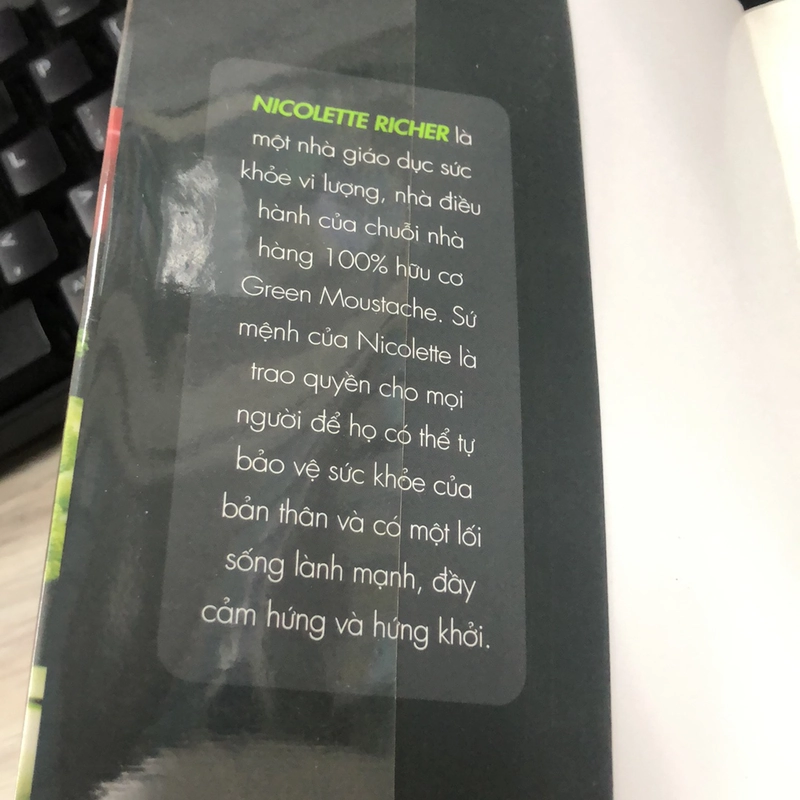 NICOLETTE RICHER là
một nhà giáo dục sức
khỏe vi lượng, nhà điều
hành của chuỗi nhà
hàng 100% hữu cơ
Green Moustache. Sứ
mệnh của Nicolette là
trao quyền cho mọi
người để họ có thể tự
bảo vệ sức khỏe của
bản thân và có một lối
sống lành mạnh, đầy
cảm hứng và hứng khởi.